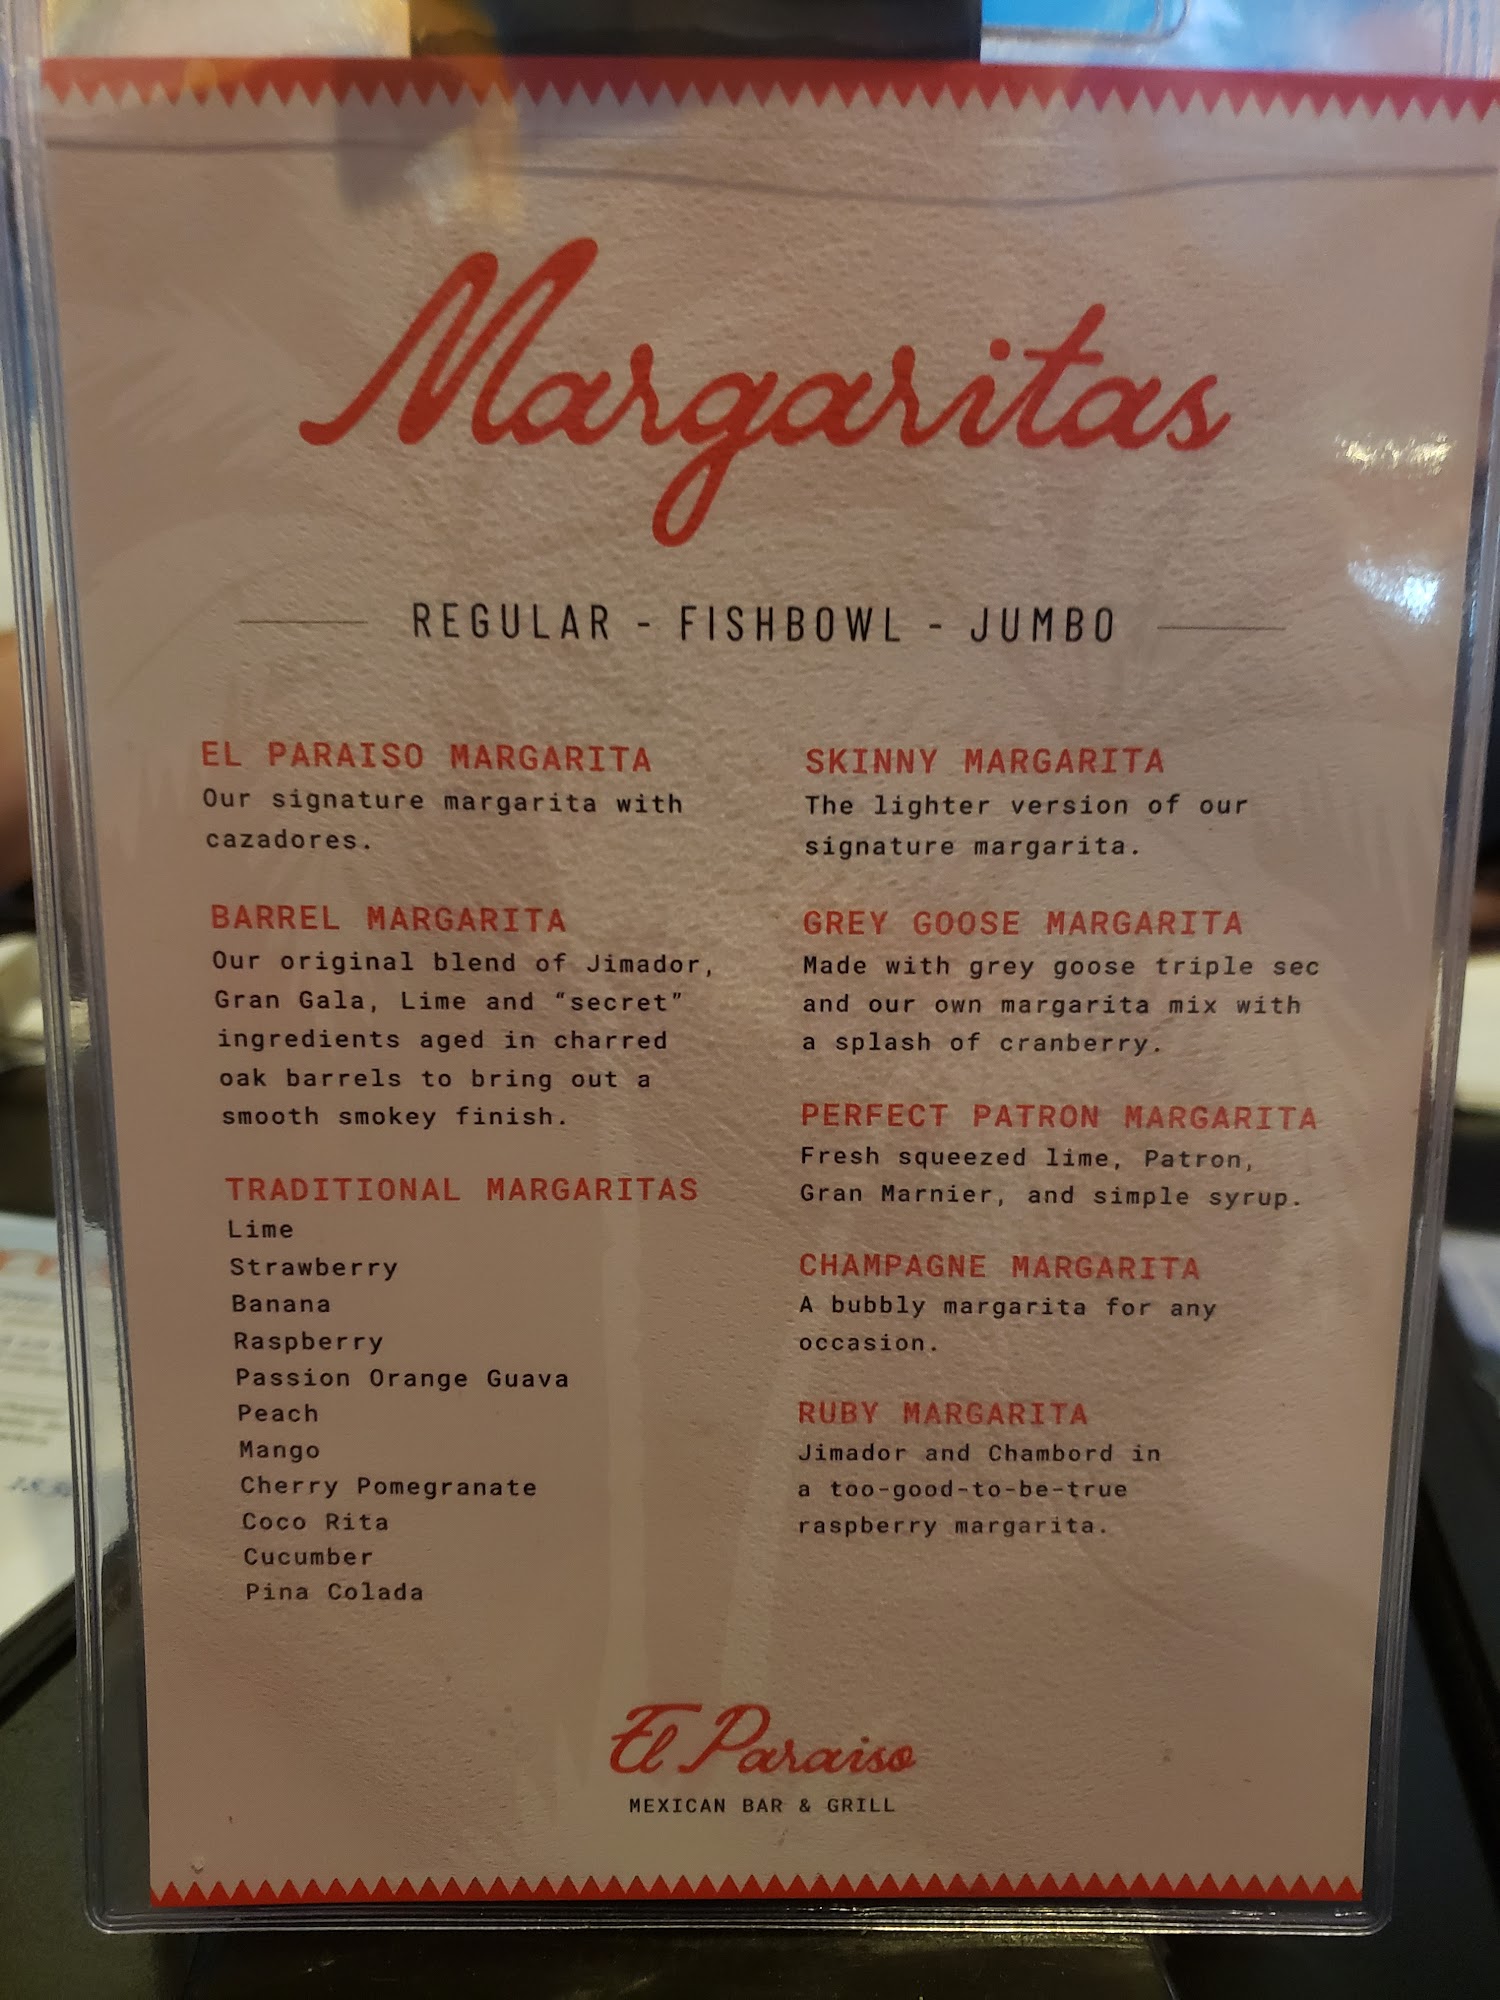 Margaritas
REGULAR - FISHBOWL - JUMBO
EL PARAISO MARGARITA
Our signature margarita with
cazadores.
BARREL MARGARITA
Our original blend of Jimador,
Gran Gala, Lime and “secret”
ingredients aged in charred
oak barrels to bring out a
smooth smokey finish.
TRADITIONAL MARGARITAS
Lime
Strawberry
Banana
Raspberry
Passion Orange Guava
Peach
Mango
Cherry Pomegranate
Coco Rita
Cucumber
Pina Colada
SKINNY MARGARITA
The lighter version of our
signature margarita.
GREY GOOSE MARGARITA
Made with grey goose triple sec
and our own margarita mix with
a splash of cranberry.
PERFECT PATRON MARGARITA
Fresh squeezed lime, Patron,
Gran Marnier, and simple syrup.
CHAMPAGNE MARGARITA
A bubbly margarita for any
occasion.
RUBY MARGARITA
Jimador and Chambord in
a too-good-to-be-true
raspberry margarita.
El Paraiso
MEXICAN BAR & GRILL